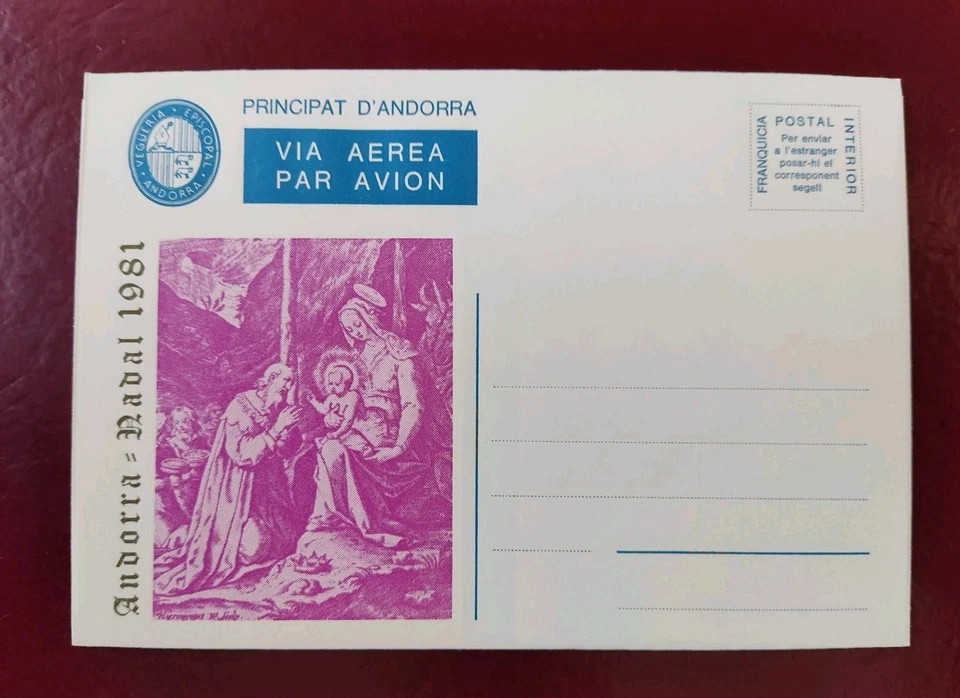 VEGUERIA · EPISCOPAL · ANDORRA ·
PRINCIPAT D'ANDORRA
VIA AEREA
PAR AVION
FRANQUICIA
POSTAL
Per enviar
a l'estranger
posar-hi el
corresponent
segell
INTERIOR
Andorra = Nadal 1981